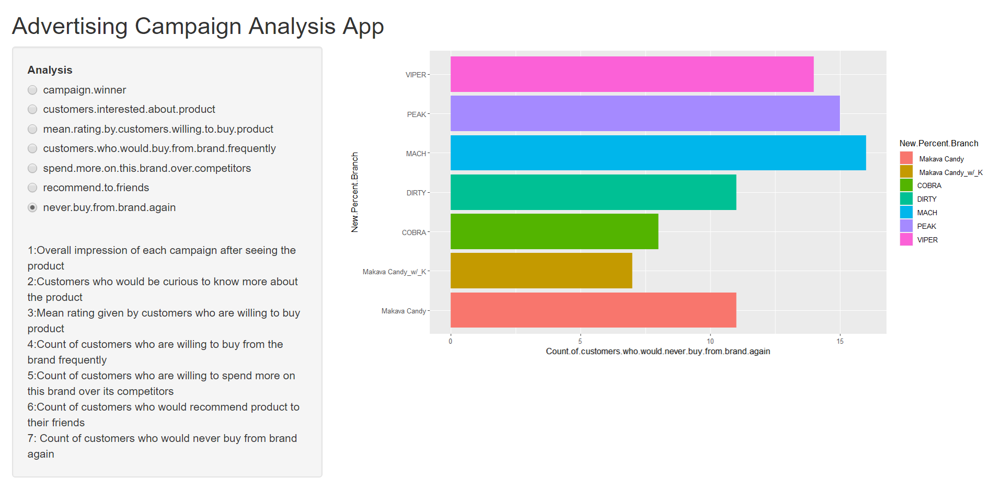 Advertising Campaign Analysis App
Analysis
campaign.winner
customers.interested.about.product
mean.rating.by.customers.willing.to.buy.product
customers.who.would.buy.from.brand.frequently
spend.more.on.this.brand.over.competitors
recommend.to.friends
never.buy.from.brand.again
1:Overall impression of each campaign after seeing the
product
2:Customers who would be curious to know more about
the product
3:Mean rating given by customers who are willing to buy
product
4:Count of customers who are willing to buy from the
brand frequently
5:Count of customers who are willing to spend more on
this brand over its competitors
6:Count of customers who would recommend product to
their friends
7: Count of customers who would never buy from brand
again
New.Percent.Branch
VIPER
PEAK
MACH
DIRTY
COBRA
Makava Candy_w/_K
Makava Candy
0 5 10 15
Count.of.customers.who.would.never.buy.from.brand.again
New.Percent.Branch
Makava Candy
Makava Candy_w/_K
COBRA
DIRTY
MACH
PEAK
VIPER